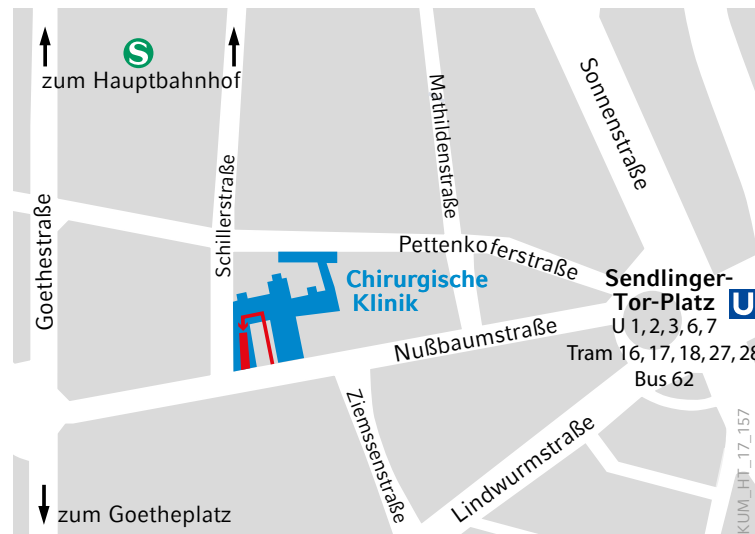 S
zum Hauptbahnhof
Goethestraße
Schillerstraße
Mathildenstraße
Sonnenstraße
Pettenkoferstraße
Chirurgische
Klinik
Sendlinger-
Tor-Platz
U
U 1, 2, 3, 6, 7
Tram 16, 17, 18, 27, 28
Bus 62
Nußbaumstraße
Ziemssenstraße
Lindwurmstraße
zum Goetheplatz
KUM_HT_17_157